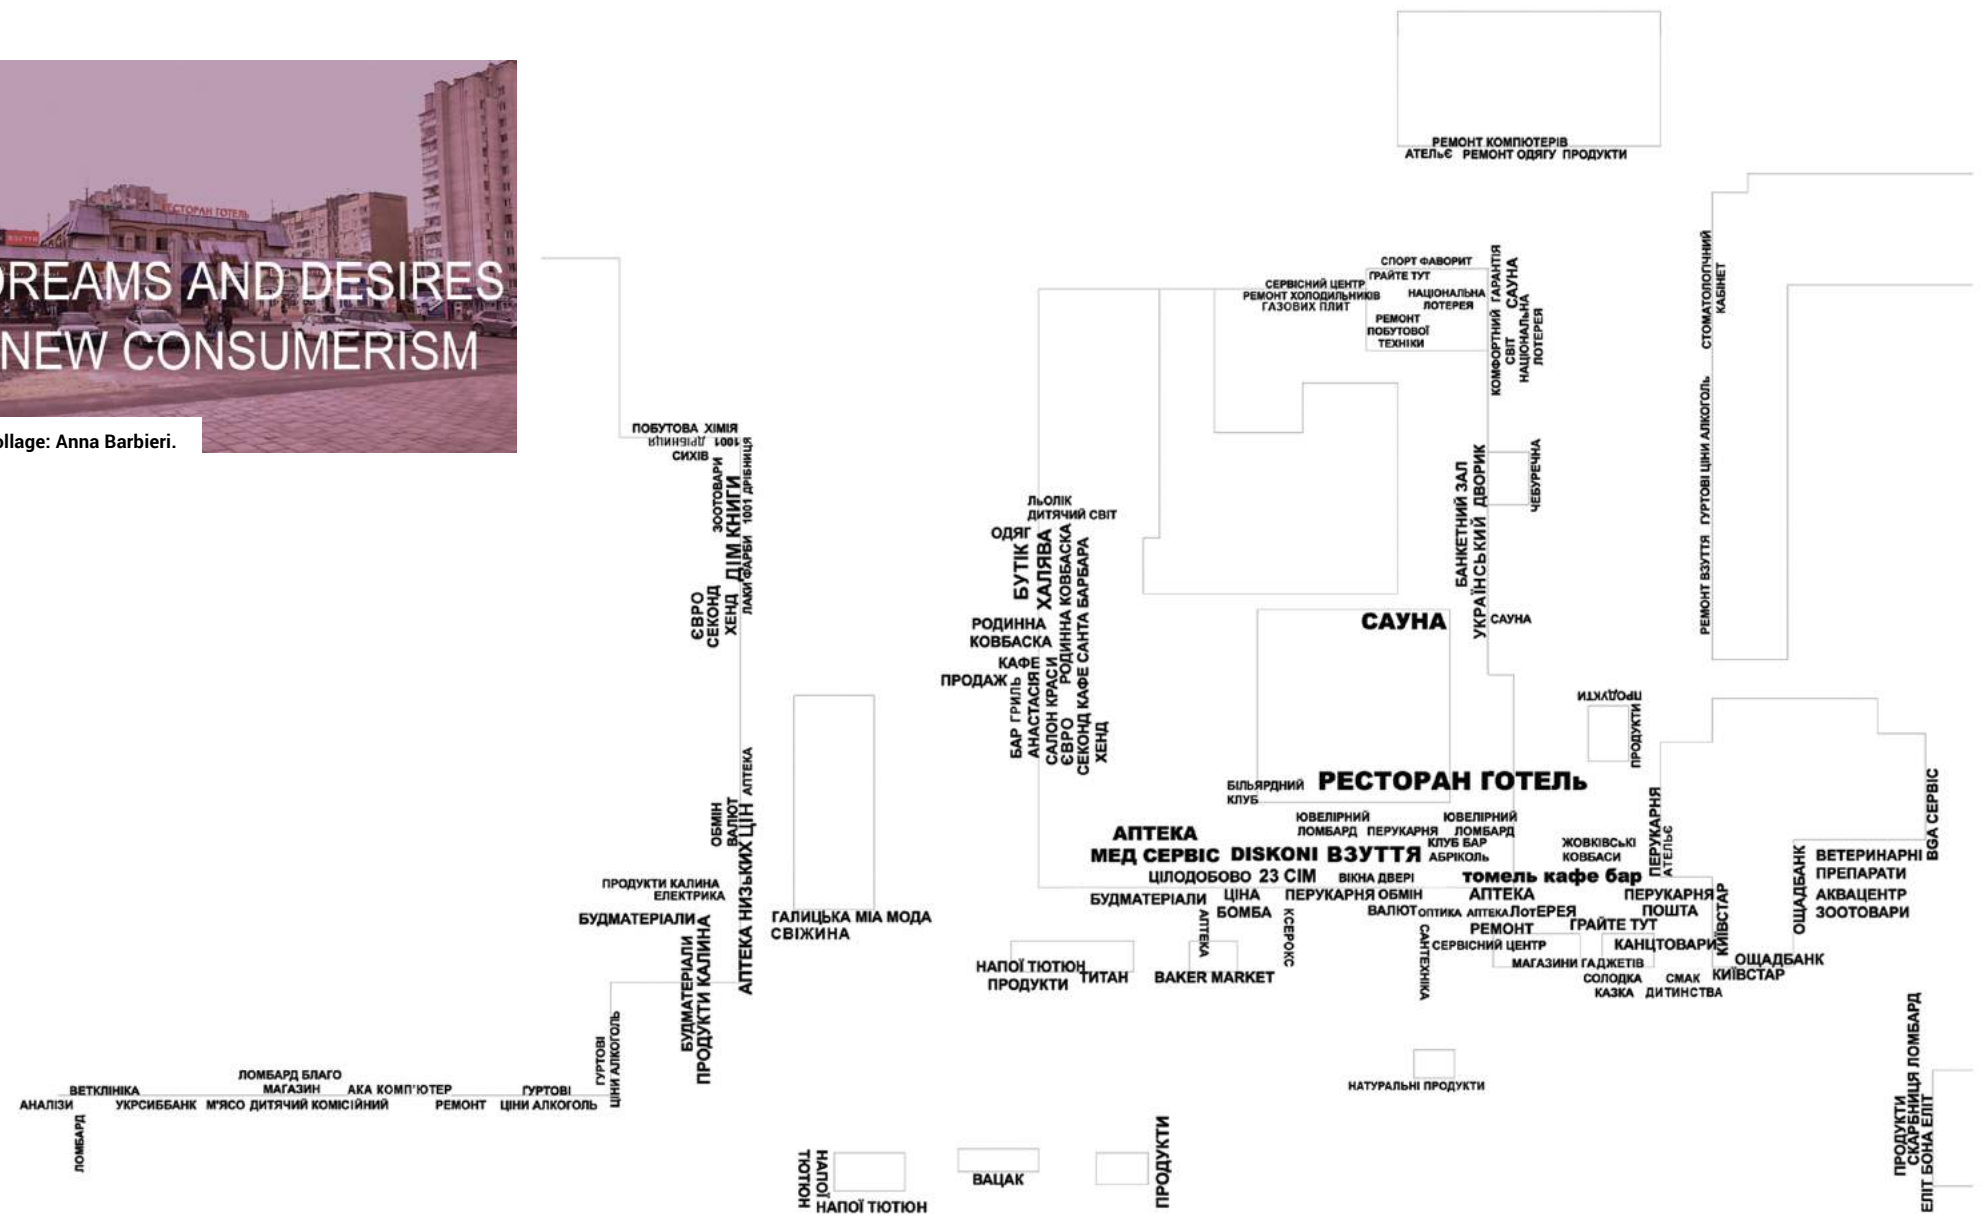 РЕСТОРАН ГОТЕЛЬ
DREAMS AND DESIRES
NEW CONSUMERISM
ollage: Anna Barbieri.
РЕМОНТ КОМПЮТЕРІВ
АТЕЛЬЄ РЕМОНТ ОДЯГУ ПРОДУКТИ
СТОМАТОЛОГІЧНИЙ
КАБІНЕТ
РЕМОНТ ВЗУТТЯ ГУРТОВІ ЦІНИ АЛКОГОЛЬ
СПОРТ ФАВОРИТ
ГРАЙТЕ ТУТ
СЕРВІСНИЙ ЦЕНТР
РЕМОНТ ХОЛОДИЛЬНИКІВ
ГАЗОВИХ ПЛИТ
НАЦІОНАЛЬНА
ЛОТЕРЕЯ
РЕМОНТ
ПОБУТОВОЇ
ТЕХНІКИ
КОМФОРТНИЙ ГАРАНТІЯ
СВІТ САУНА
НАЦІОНАЛЬНА
ЛОТЕРЕЯ
ПОБУТОВА ХІМІЯ
1001 ДРІБНИЦЯ
СИХІВ
ЗООТОВАРИ
ДІМ КНИГИ
ЛАКИ ФАРБИ 1001 ДРІБНИЦЯ
ЄВРО
СЕКОНД
ХЕНД
БАНКЕТНИЙ ЗАЛ
УКРАЇНСЬКИЙ ДВОРИК
ЧЕБУРЕЧНА
ЛЬОЛІК
ДИТЯЧИЙ СВІТ
ОДЯГ
БУТІК
ХАЛЯВА
РОДИННА КОВБАСКА
СЕКОНД КАФЕ САНТА БАРБАРА
РОДИННА
КОВБАСКА
КАФЕ
ПРОДАЖ
БАР ГРИЛЬ
АНАСТАСІЯ
САЛОН КРАСИ
ЄВРО
ХЕНД
САУНА
САУНА
ПРОДУКТИ
ПРОДУКТИ
АПТЕКА
ОБМІН
ВАЛЮТ
АПТЕКА НИЗЬКИХ ЦІН
БІЛЬЯРДНИЙ
КЛУБ
РЕСТОРАН ГОТЕЛЬ
ЮВЕЛІРНИЙ
ЛОМБАРД
ПЕРУКАРНЯ
ЮВЕЛІРНИЙ
ЛОМБАРД
АПТЕКА
МЕД СЕРВІС DISKONI ВЗУТТЯ
КЛУБ БАР
АБРІКОЛЬ
ЖОВКІВСЬКІ
КОВБАСИ
ПЕРУКАРНЯ
АТЕЛЬЄ
ЦІЛОДОБОВО 23 СІМ ВІКНА ДВЕРІ томель кафе бар
БУДМАТЕРІАЛИ ЦІНА ПЕРУКАРНЯ ОБМІН АПТЕКА ПЕРУКАРНЯ
БОМБА ВАЛЮТ ОПТИКА АПТЕКА ЛотЕРЕЯ ПОШТА
РЕМОНТ ГРАЙТЕ ТУТ
СЕРВІСНИЙ ЦЕНТР КАНЦТОВАРИ
МАГАЗИНИ ГАДЖЕТІВ
СОЛОДКА
КАЗКА
СМАК
ДИТИНСТВА
АПТЕКА
КСЕРОКС
САНТЕХНІКА
КИЇВСТАР
КИЇВСТАР
ОЩАДБАНК
ОЩАДБАНК
BGA СЕРВІС
ВЕТЕРИНАРНІ
ПРЕПАРАТИ
АКВАЦЕНТР
ЗООТОВАРИ
ПРОДУКТИ КАЛИНА
ЕЛЕКТРИКА
БУДМАТЕРІАЛИ
БУДМАТЕРІАЛИ
ПРОДУКТИ КАЛИНА
ГАЛИЦЬКА МІА МОДА
СВІЖИНА
НАПОЇ ТЮТЮН
ПРОДУКТИ
ТИТАН
BAKER MARKET
НАТУРАЛЬНІ ПРОДУКТИ
ГУРТОВІ
ЦІНИ АЛКОГОЛЬ
ЛОМБАРД БЛАГО
ВЕТКЛІНІКА МАГАЗИН АКА КОМП'ЮТЕР ГУРТОВІ
АНАЛІЗИ УКРСИББАНК М'ЯСО ДИТЯЧИЙ КОМІСІЙНИЙ РЕМОНТ ЦІНИ АЛКОГОЛЬ
ЛОМБАРД
НАПОЇ
ТЮТЮН
НАПОЇ ТЮТЮН
ВАЦАК
ПРОДУКТИ
ПРОДУКТИ
СКАРБНИЦЯ ЛОМБАРД
ЕЛІТ БОНА ЕЛІТ